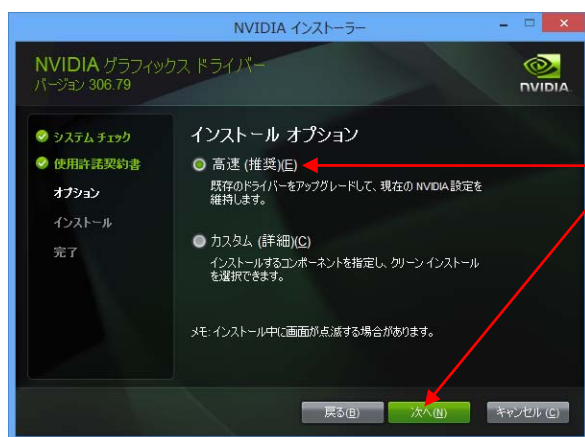 NVIDIA インストーラー
NVIDIA グラフィックス ドライバー
バージョン 306.79
NVIDIA.
システム チェック
使用許諾契約書
オプション
インストール
完了
インストール オプション
高速 (推奨)(E)
既存のドライバーをアップグレードして、現在の NVIDIA 設定を
維持します。
カスタム (詳細)(C)
インストールするコンポーネントを指定し、クリーン インストール
を選択できます。
メモ: インストール中に画面が点滅する場合があります。
戻る(B)
次へ(N)
キャンセル (C)